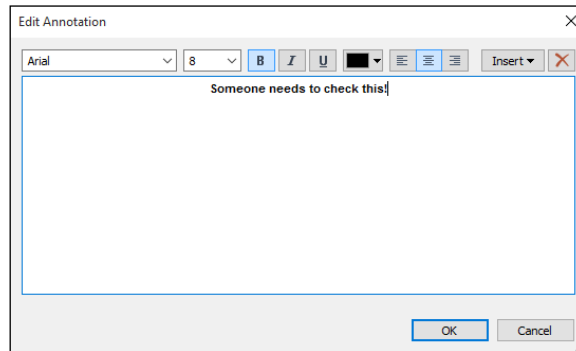 Edit Annotation
Arial 8 B I U Insert
Someone needs to check this!
OK Cancel